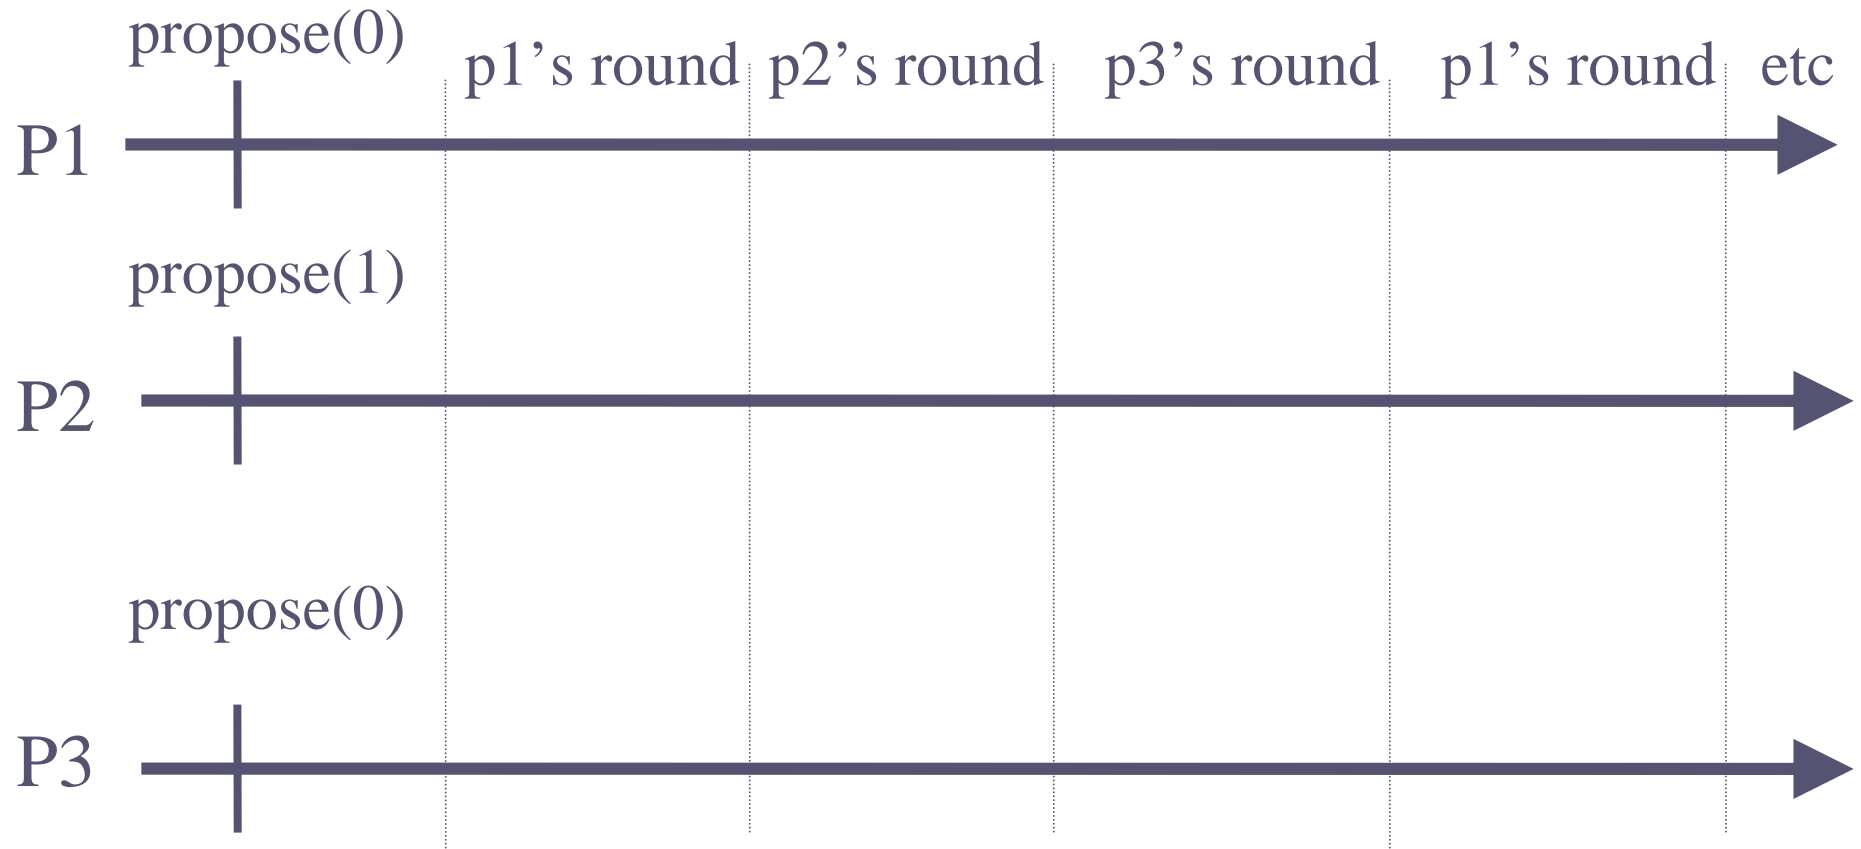 propose(0)
p1’s round p2’s round p3’s round p1’s round etc
P1
propose(1)
P2
propose(0)
P3